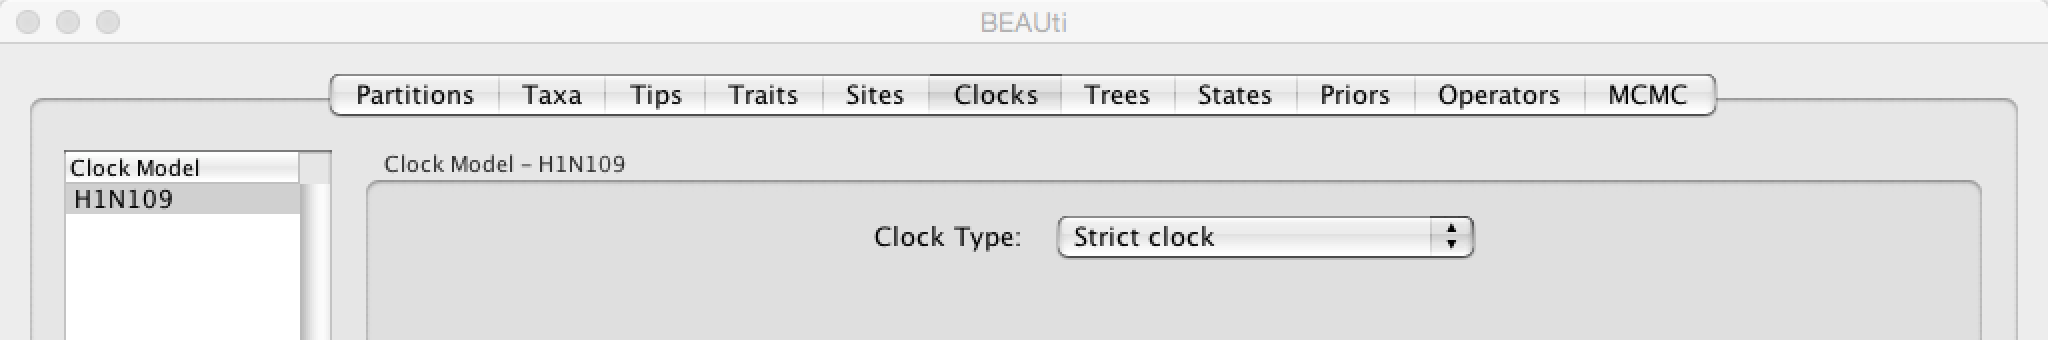 BEAUti
Partitions Taxa Tips Traits Sites Clocks Trees States Priors Operators MCMC
Clock Model
H1N109
Clock Model – H1N109
Clock Type: Strict clock